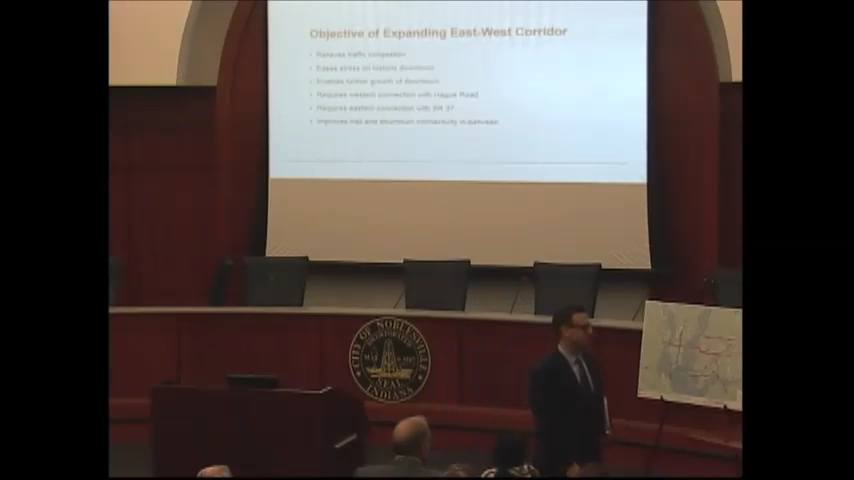 Objective of Expanding East-West Corridor
• Relieves traffic congestion
• Eases stress on historic downtown
• Enables further growth of downtown
• Requires western connection with Hague Road
• Requires eastern connection with SR 37
• Improves trail and downtown connectivity in between
CITY OF NOBLESVILLE
INCORPORATED
SEAL
INDIANA